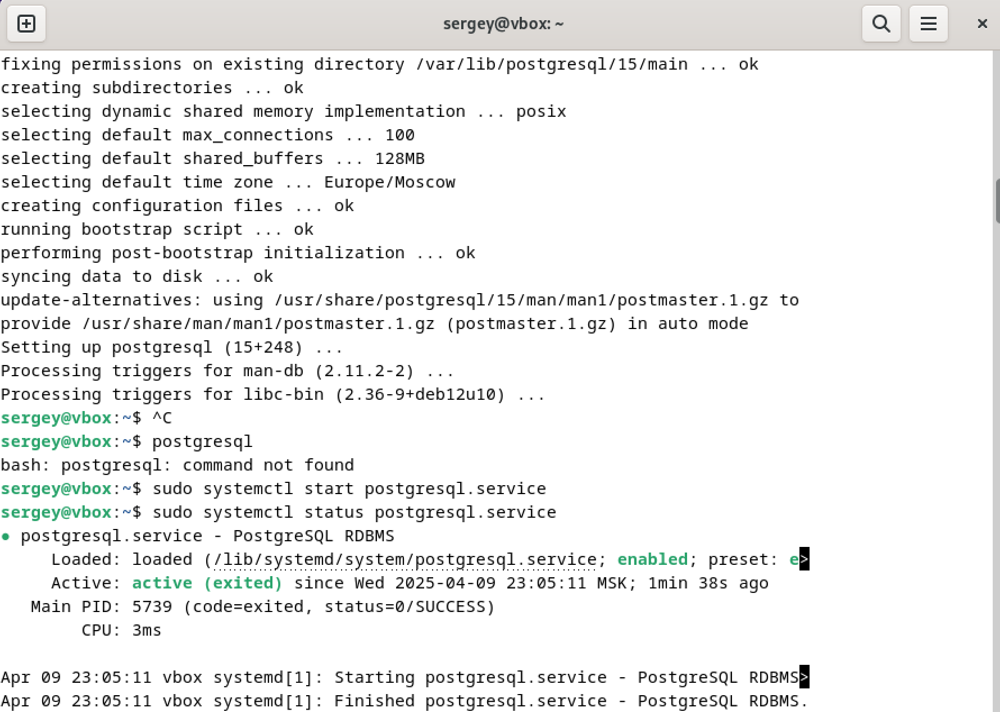 sergey@vbox: ~
fixing permissions on existing directory /var/lib/postgresql/15/main ... ok
creating subdirectories ... ok
selecting dynamic shared memory implementation ... posix
selecting default max_connections ... 100
selecting default shared_buffers ... 128MB
selecting default time zone ... Europe/Moscow
creating configuration files ... ok
running bootstrap script ... ok
performing post-bootstrap initialization ... ok
syncing data to disk ... ok
update-alternatives: using /usr/share/postgresql/15/man/man1/postmaster.1.gz to
provide /usr/share/man/man1/postmaster.1.gz (postmaster.1.gz) in auto mode
Setting up postgresql (15+248) ...
Processing triggers for man-db (2.11.2-2) ...
Processing triggers for libc-bin (2.36-9+deb12u10) ...
sergey@vbox:~$ ^C
sergey@vbox:~$ postgresql
bash: postgresql: command not found
sergey@vbox:~$ sudo systemctl start postgresql.service
sergey@vbox:~$ sudo systemctl status postgresql.service
● postgresql.service - PostgreSQL RDBMS
     Loaded: loaded (/lib/systemd/system/postgresql.service; enabled; preset: e>
     Active: active (exited) since Wed 2025-04-09 23:05:11 MSK; 1min 38s ago
   Main PID: 5739 (code=exited, status=0/SUCCESS)
        CPU: 3ms

Apr 09 23:05:11 vbox systemd[1]: Starting postgresql.service - PostgreSQL RDBMS>
Apr 09 23:05:11 vbox systemd[1]: Finished postgresql.service - PostgreSQL RDBMS.